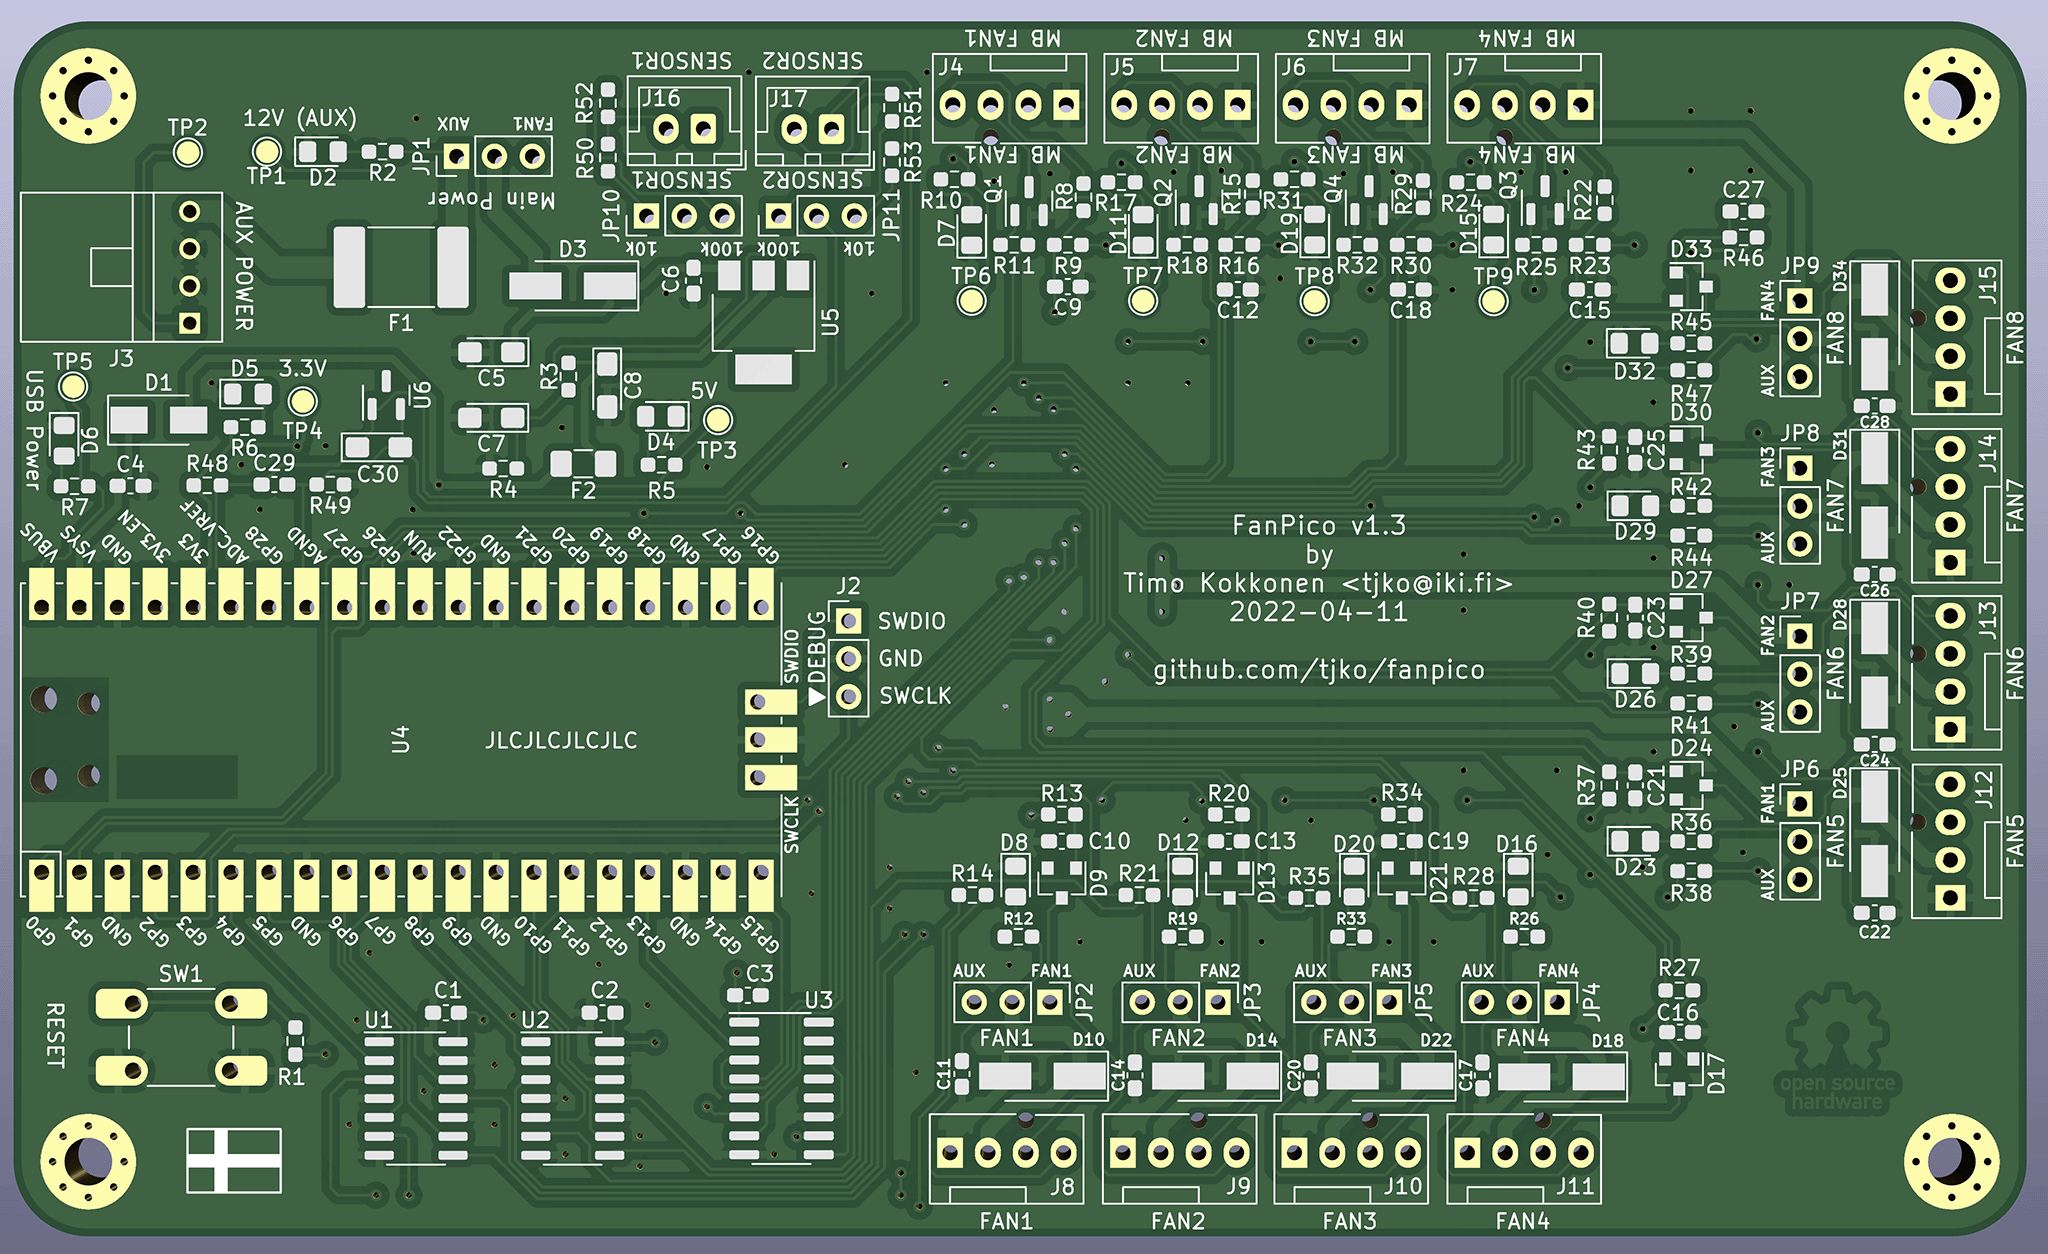 MB FAN1
MB FAN2
MB FAN3
MB FAN4
SENSOR1
SENSOR2
J4
J5
J6
J7
J16
J17
R52
R51
R50
R53
12V (AUX)
TP2
TP1
D2
R2
JP1
AUX
FAN1
Main Power
MB FAN1
MB FAN2
MB FAN3
MB FAN4
SENSOR1
SENSOR2
JP10
JP11
10k
100k
100k
10k
R10
Q1
R8
R17
Q2
R15
R31
Q4
R29
R24
Q3
R22
C27
R46
D7
D11
D19
D15
R11
R9
R18
R16
R32
R30
R25
R23
TP6
TP7
TP8
TP9
C9
C12
C18
C15
AUX POWER
J3
F1
D3
C6
U5
D33
R45
D32
R47
JP9
FAN4
AUX
FAN8
D34
J15
FAN8
C28
TP5
USB Power
D1
D5
3.3V
TP4
D6
R6
U6
C30
C5
R3
C8
C7
5V
D4
TP3
R7
C4
R48
C29
R49
R4
F2
R5
D30
R43
C25
R42
D29
R44
JP8
FAN3
AUX
FAN7
D31
J14
FAN7
C26
VBUS
VSYS
GND
3V3_EN
3V3
ADC_VREF
GP28
AGND
GP27
GP26
RUN
GP22
GND
GP21
GP20
GP19
GP18
GND
GP17
GP16
FanPico v1.3
by
Timo Kokkonen <tjko@iki.fi>
2022-04-11
github.com/tjko/fanpico
J2
DEBUG
SWDIO
GND
SWCLK
SWDIO
SWCLK
U4
JLCJLCJLCJLC
D27
R40
C23
R39
D26
R41
JP7
FAN2
AUX
FAN6
D28
J13
FAN6
C24
D24
R37
C21
R36
D23
R38
JP6
FAN1
AUX
FAN5
D25
J12
FAN5
C22
R13
R20
R34
C10
C13
C19
D8
D12
D20
D16
R14
D9
R21
D13
R35
D21
R28
R12
R19
R33
R26
GP0
GP1
GND
GP2
GP3
GP4
GP5
GND
GP6
GP7
GP8
GP9
GND
GP10
GP11
GP12
GP13
GND
GP14
GP15
SW1
RESET
R1
C1
C2
C3
U1
U2
U3
AUX
FAN1
JP2
AUX
FAN2
JP3
AUX
FAN3
JP5
AUX
FAN4
JP4
R27
C16
D17
FAN1
D10
FAN2
D14
FAN3
D22
FAN4
D18
C11
C14
C20
C17
open source
hardware
J8
J9
J10
J11
FAN1
FAN2
FAN3
FAN4